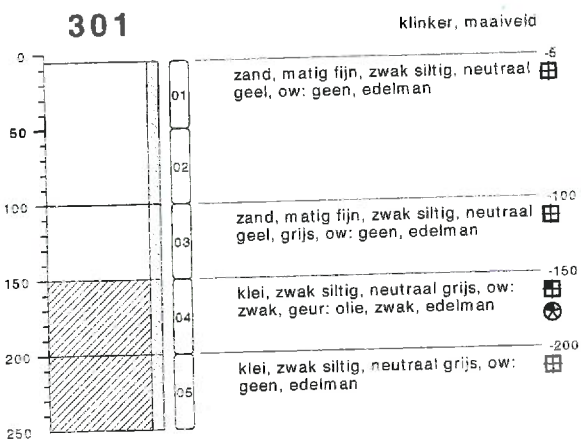 301
klinker, maaiveld
0
-5
zand, matig fijn, zwak siltig, neutraal
geel, ow: geen, edelman
01
50
02
100
-100
zand, matig fijn, zwak siltig, neutraal
geel, grijs, ow: geen, edelman
03
150
-150
klei, zwak siltig, neutraal grijs, ow:
zwak, geur: olie, zwak, edelman
04
200
-200
klei, zwak siltig, neutraal grijs, ow:
geen, edelman
05
250